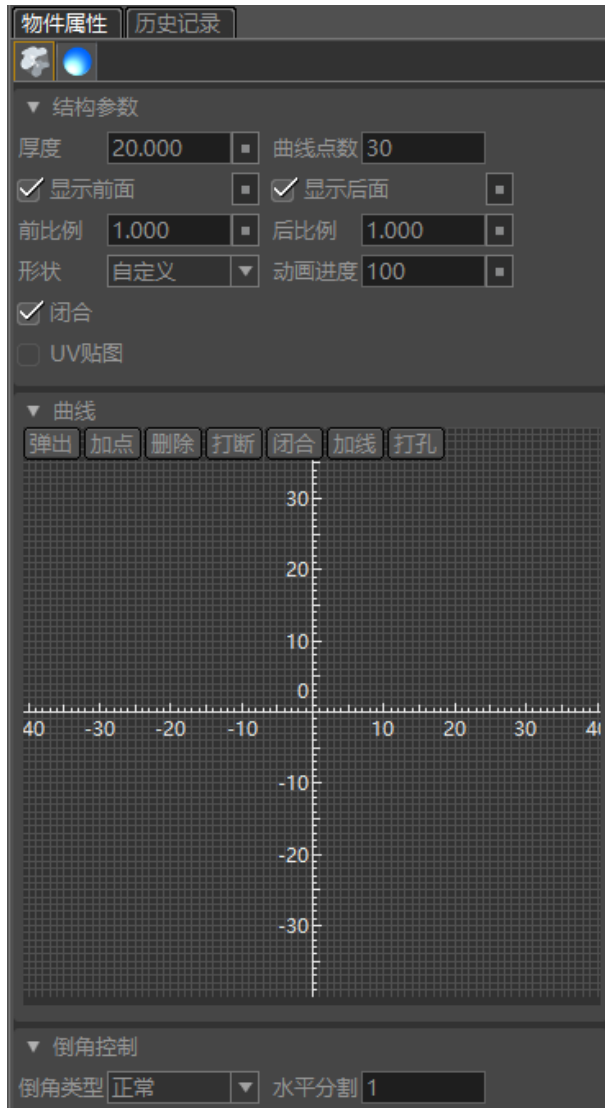 物件属性 历史记录
▼ 结构参数
厚度 20.000 曲线点数 30
显示前面 显示后面
前比例 1.000 后比例 1.000
形状 自定义 动画进度 100
闭合
UV贴图
▼ 曲线
弹出 加点 删除 打断 闭合 加线 打孔
30
20
10
0
40 -30 -20 -10 10 20 30 40
-10
-20
-30
▼ 倒角控制
倒角类型 正常 水平分割 1